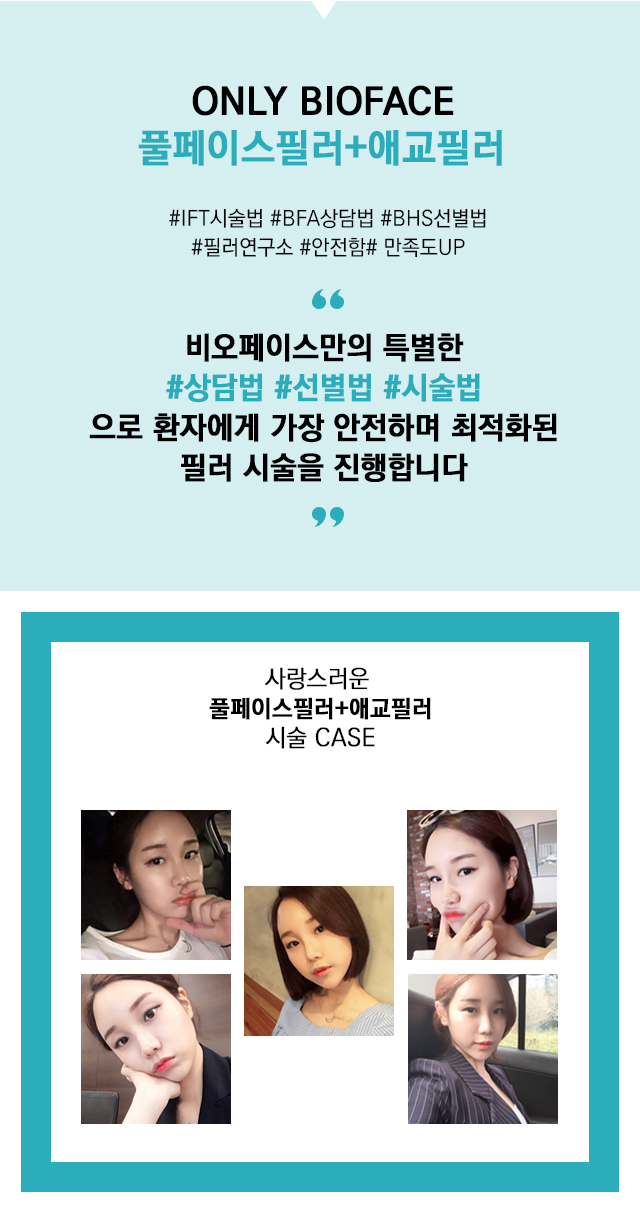 ONLY BIOFACE
풀페이스필러+애교필러
#IFT시술법 #BFA상담법 #BHS선별법
#필러연구소 #안전함# 만족도UP
“
비오페이스만의 특별한
#상담법 #선별법 #시술법
으로 환자에게 가장 안전하며 최적화된
필러 시술을 진행합니다
”
사랑스러운
풀페이스필러+애교필러
시술 CASE